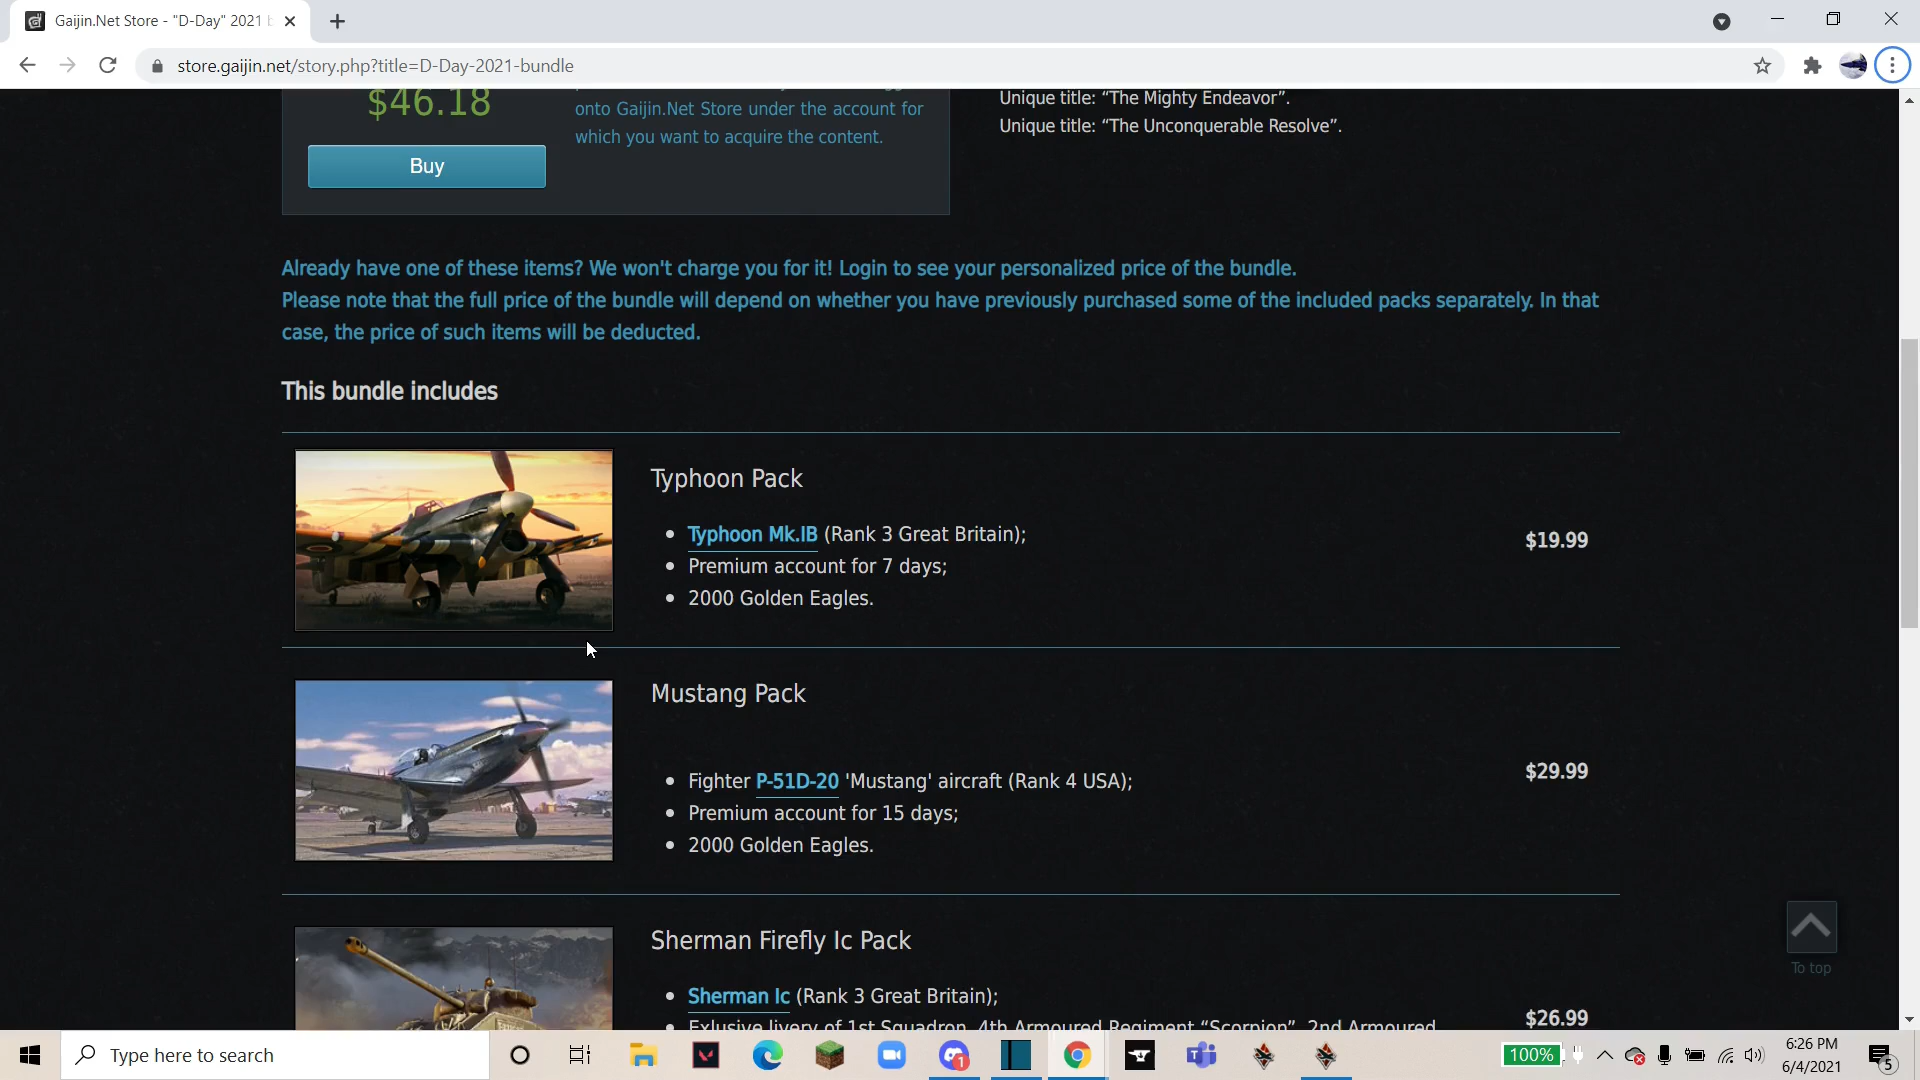 Gaijin.Net Store - "D-Day" 2021 b
store.gaijin.net/story.php?title=D-Day-2021-bundle
$46.18
onto Gaijin.Net Store under the account for
which you want to acquire the content.
Buy
Unique title: “The Mighty Endeavor”.
Unique title: “The Unconquerable Resolve”.
Already have one of these items? We won't charge you for it! Login to see your personalized price of the bundle.
Please note that the full price of the bundle will depend on whether you have previously purchased some of the included packs separately. In that
case, the price of such items will be deducted.
This bundle includes
Typhoon Pack
Typhoon Mk.IB (Rank 3 Great Britain);
Premium account for 7 days;
2000 Golden Eagles.
$19.99
Mustang Pack
Fighter P-51D-20 'Mustang' aircraft (Rank 4 USA);
Premium account for 15 days;
2000 Golden Eagles.
$29.99
Sherman Firefly Ic Pack
Sherman Ic (Rank 3 Great Britain);
Exlusive livery of 1st Squadron, 4th Armoured Regiment “Scorpion”, 2nd Armoured
$26.99
To top
Type here to search
1
100%
6:26 PM
6/4/2021
5